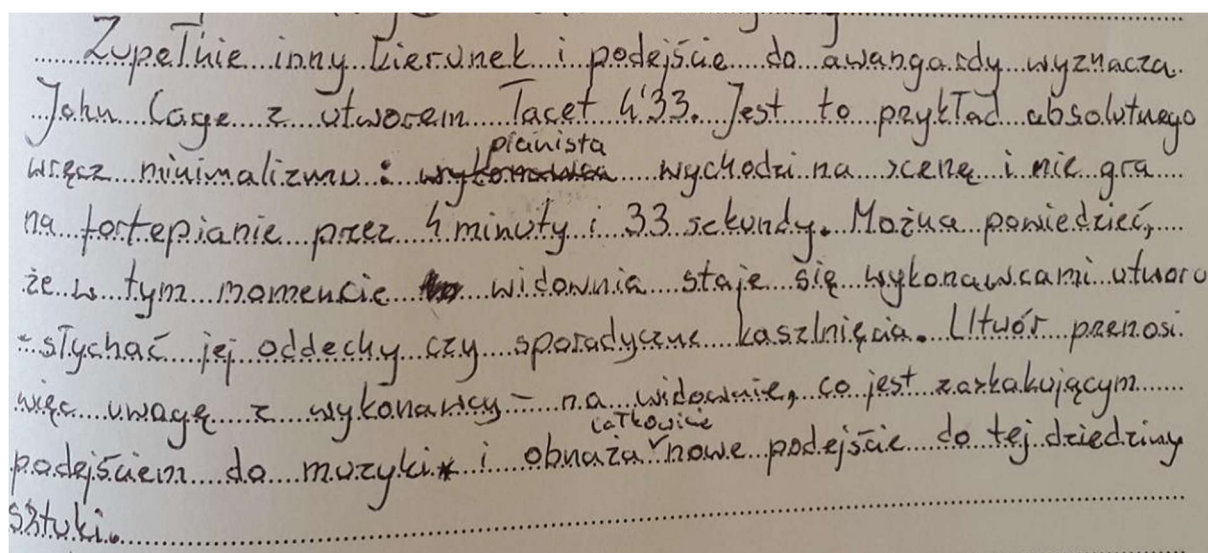 Zupełnie inny kierunek i podejście do awangardy wyznacza
John Cage z utworem Tacet 4'33. Jest to przykład absolutnego
pianista
wręcz minimalizmu: wykonawca wychodzi na scenę i nie gra
na fortepianie przez 4 minuty i 33 sekundy. Można powiedzieć,
że w tym momencie widownia staje się wykonawcami utworu
- słychać jej oddechy czy sporadyczne kaszlnięcia. Utwór przenosi
więc uwagę z wykonawcy - na widownie, co jest zaskakującym
całkowicie
podejściem do muzyki i obnaża nowe podejście do tej dziedziny
sztuki.